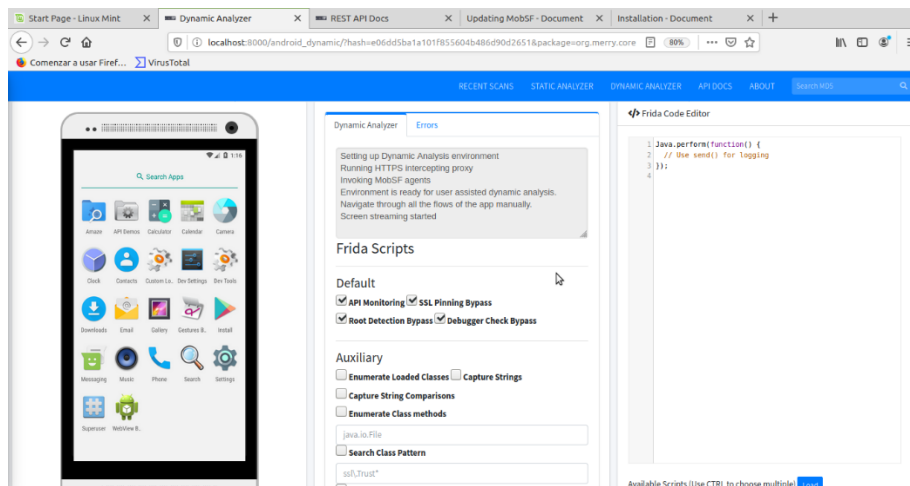 Start Page - Linux Mint
Dynamic Analyzer
REST API Docs
Updating MobSF - Document
Installation - Document
localhost:8000/android_dynamic/?hash=e06dd5ba1a101f855604b486d90d2651&package=org.merry.core
80%
Comenzar a usar Firef...
VirusTotal
RECENT SCANS
STATIC ANALYZER
DYNAMIC ANALYZER
API DOCS
ABOUT
Search MD5
1:16
Search Apps
Amaze
API Demos
Calculator
Calendar
Camera
Clock
Contacts
Custom Lo..
Dev Settings
Dev Tools
Downloads
Email
Gallery
Gestures B..
Install
Messaging
Music
Phone
Search
Settings
Superuser
WebView B..
Dynamic Analyzer
Errors
Setting up Dynamic Analysis environment
Running HTTPS intercepting proxy
Invoking MobSF agents
Environment is ready for user assisted dynamic analysis.
Navigate through all the flows of the app manually.
Screen streaming started
Frida Scripts
Default
API Monitoring
SSL Pinning Bypass
Root Detection Bypass
Debugger Check Bypass
Auxiliary
Enumerate Loaded Classes
Capture Strings
Capture String Comparisons
Enumerate Class methods
java.io.File
Search Class Pattern
ssl\.Trust*
</> Frida Code Editor
1 Java.perform(function() {
2 // Use send() for logging
3 });
4
Available Scripts (Use CTRL to choose multiple)
Load